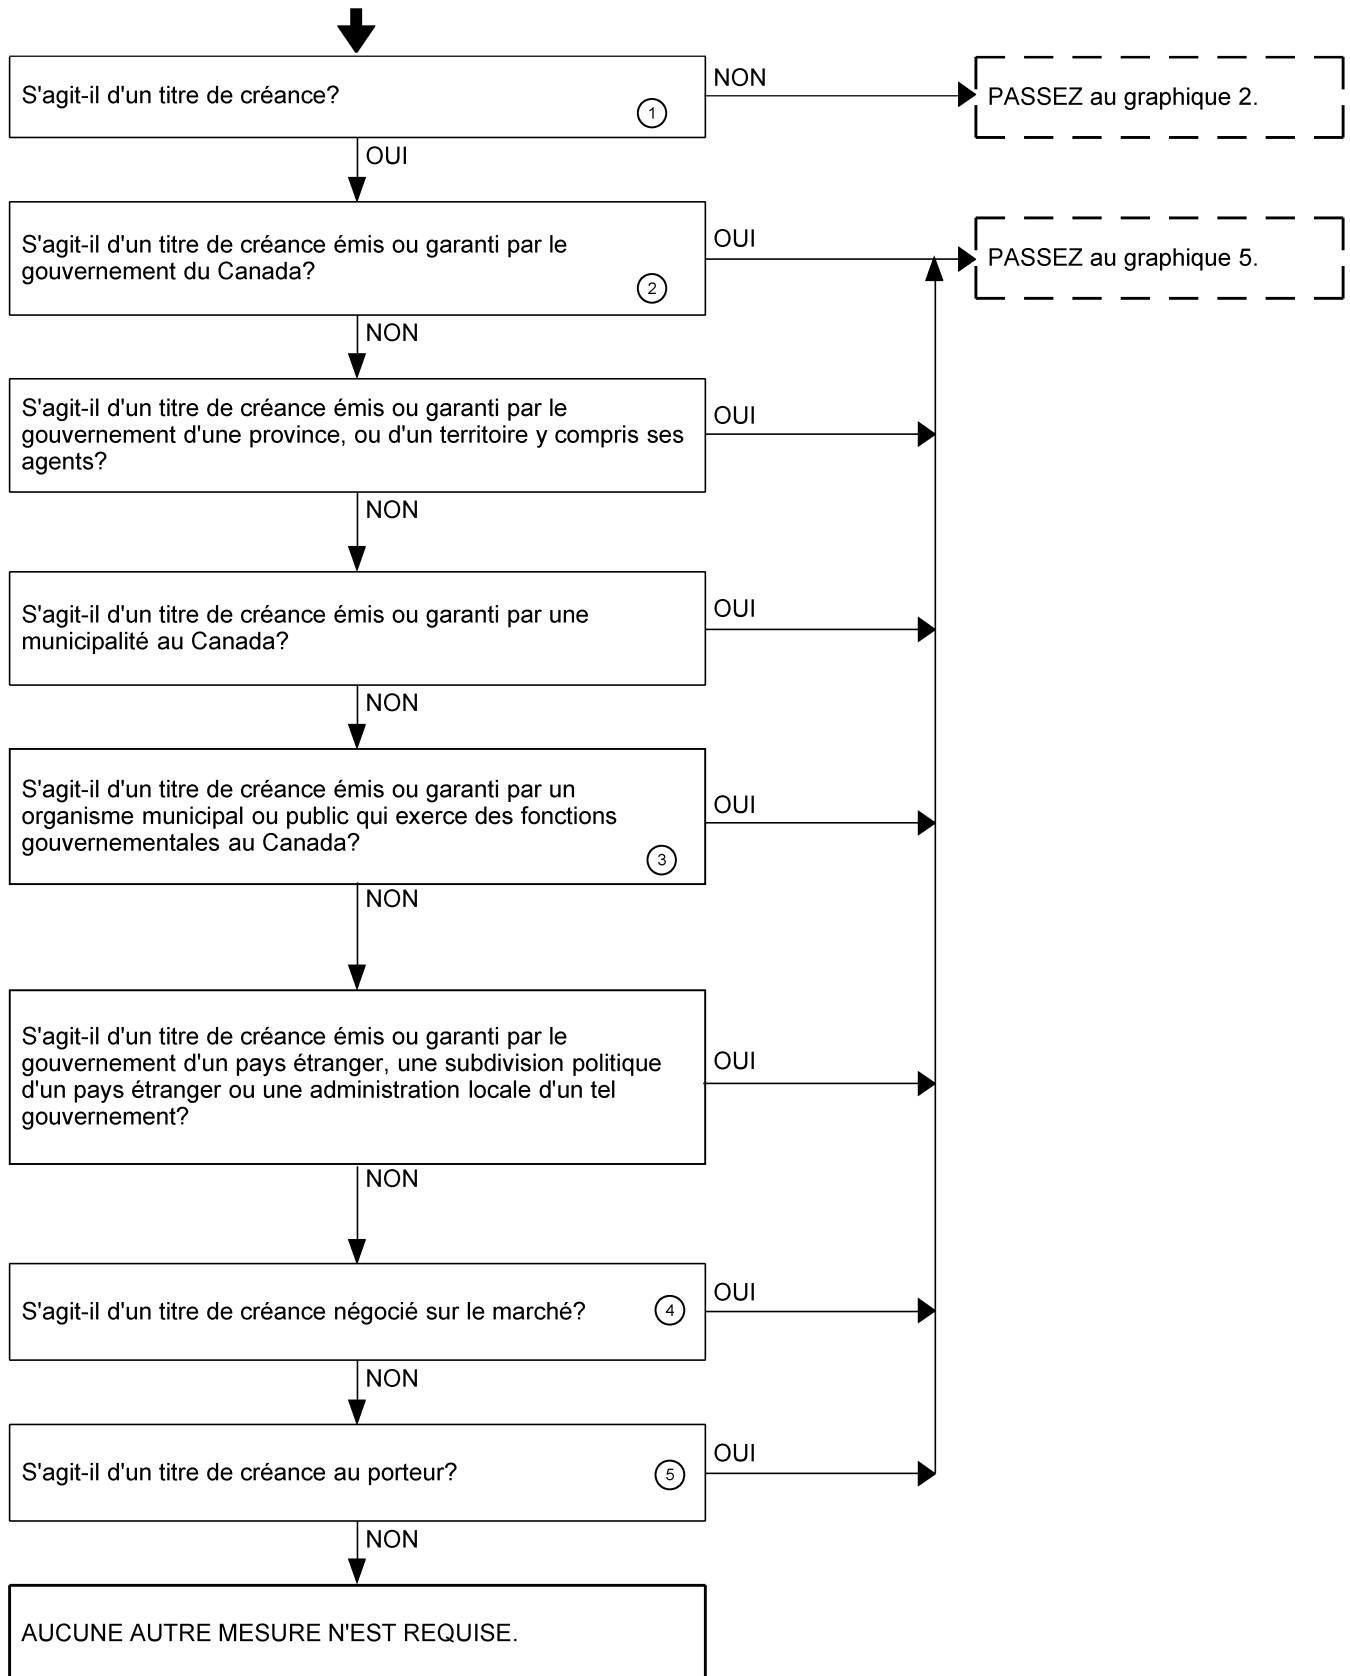 S'agit-il d'un titre de créance?
1
NON
PASSEZ au graphique 2.
OUI
S'agit-il d'un titre de créance émis ou garanti par le
gouvernement du Canada?
2
OUI
PASSEZ au graphique 5.
NON
S'agit-il d'un titre de créance émis ou garanti par le
gouvernement d'une province, ou d'un territoire y compris ses
agents?
OUI
NON
S'agit-il d'un titre de créance émis ou garanti par une
municipalité au Canada?
OUI
NON
S'agit-il d'un titre de créance émis ou garanti par un
organisme municipal ou public qui exerce des fonctions
gouvernementales au Canada?
3
OUI
NON
S'agit-il d'un titre de créance émis ou garanti par le
gouvernement d'un pays étranger, une subdivision politique
d'un pays étranger ou une administration locale d'un tel
gouvernement?
OUI
NON
S'agit-il d'un titre de créance négocié sur le marché?
4
OUI
NON
S'agit-il d'un titre de créance au porteur?
5
OUI
NON
AUCUNE AUTRE MESURE N'EST REQUISE.